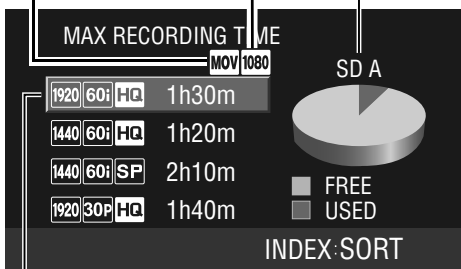 MAX RECORDING TIME
MOV 1080
SD A
1920 60i HQ 1h30m
1440 60i HQ 1h20m
1440 60i SP 2h10m
1920 30P HQ 1h40m
FREE
USED
INDEX:SORT